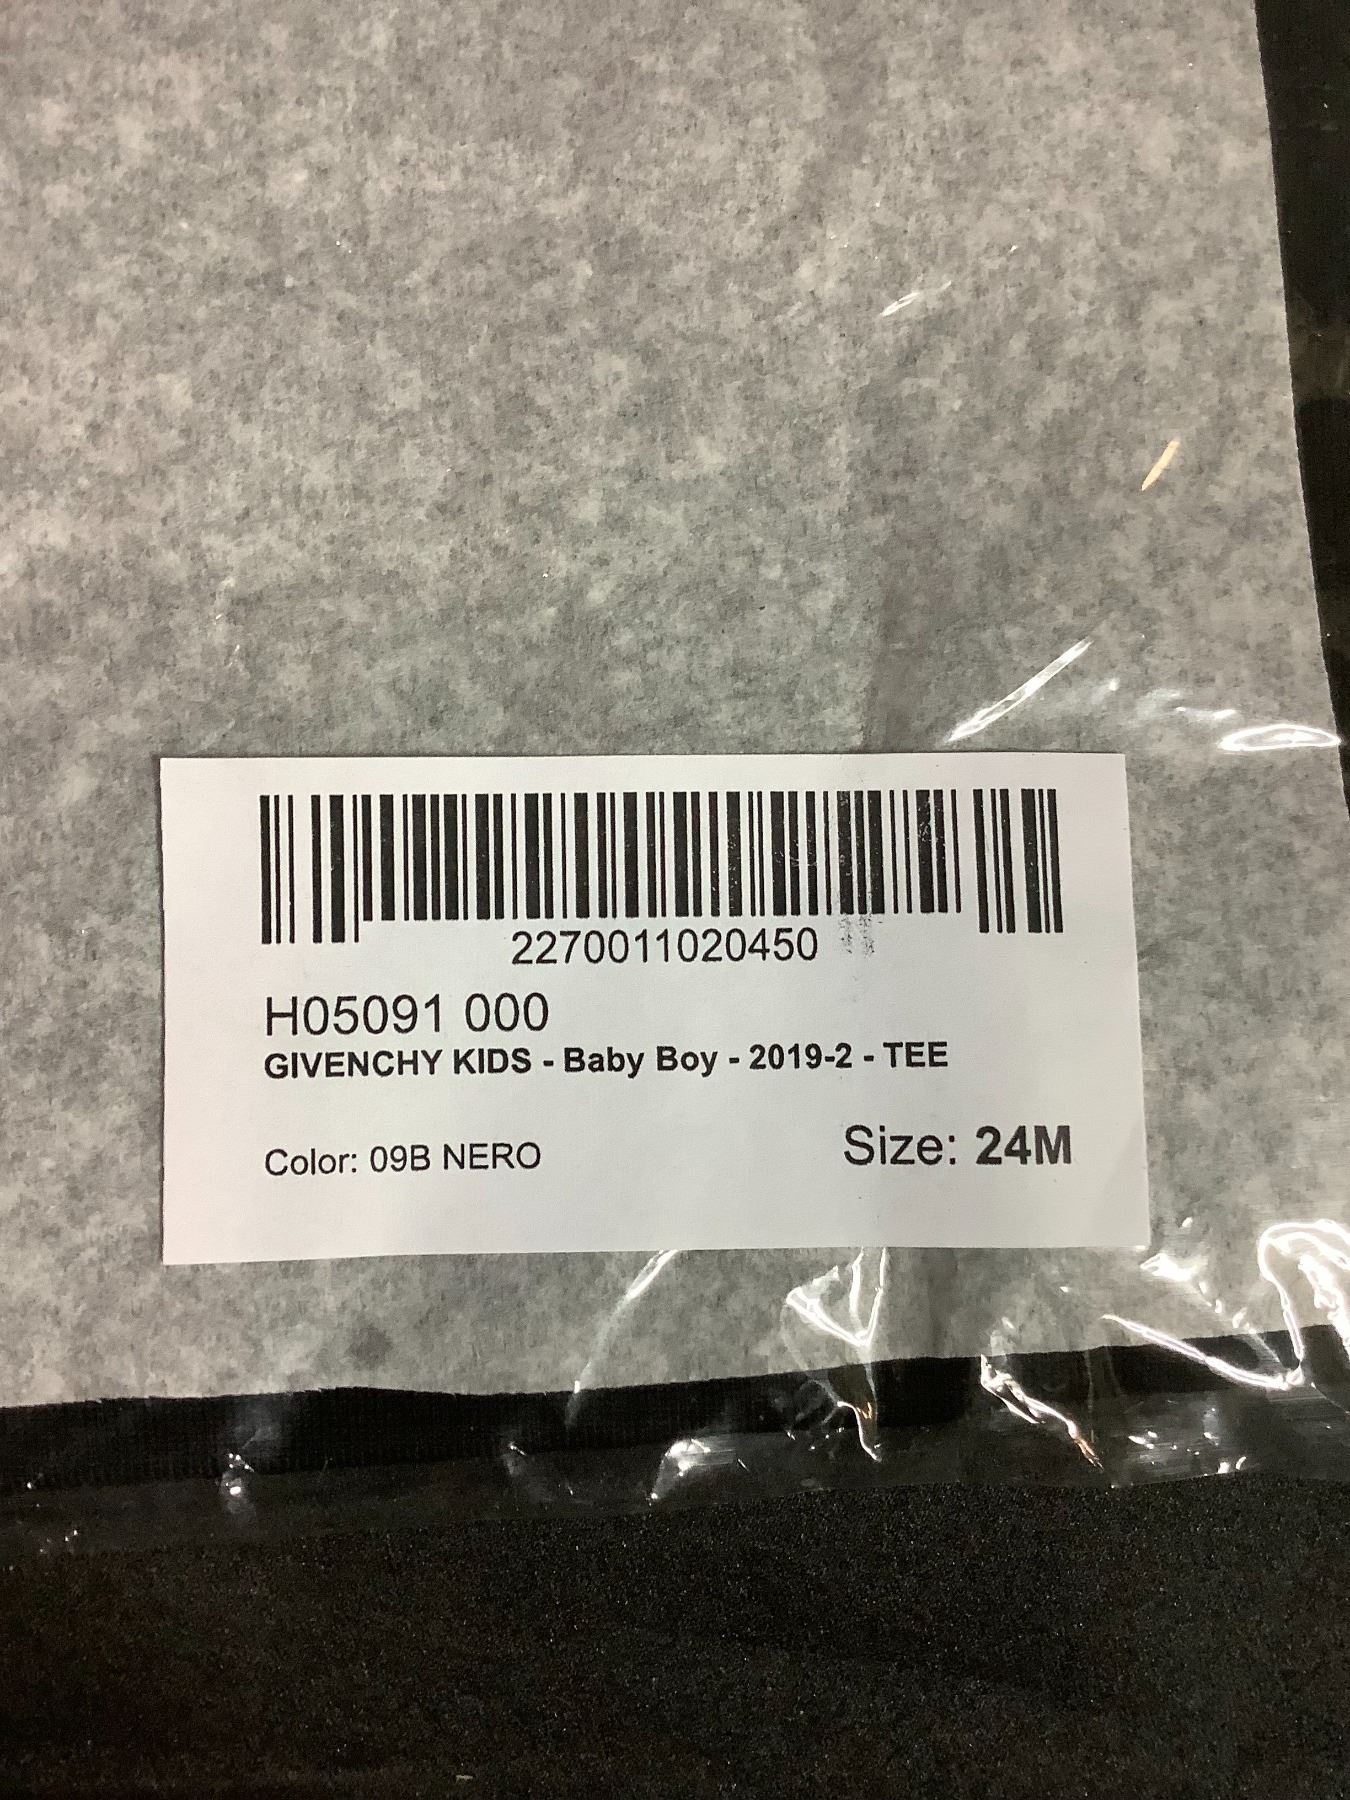 2270011020450
H05091 000
GIVENCHY KIDS - Baby Boy - 2019-2 - TEE
Color: 09B NERO
Size: 24M